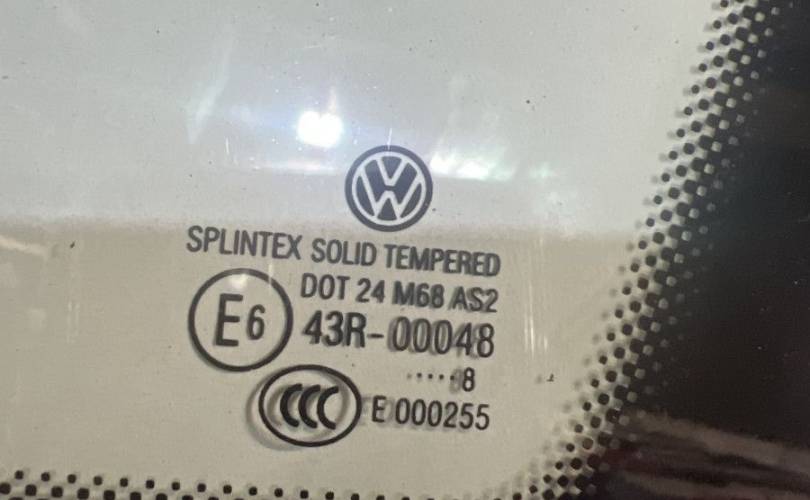 SPLINTEX SOLID TEMPERED
DOT 24 M68 AS2
E6 43R-00048
.....8
CCC E 000255